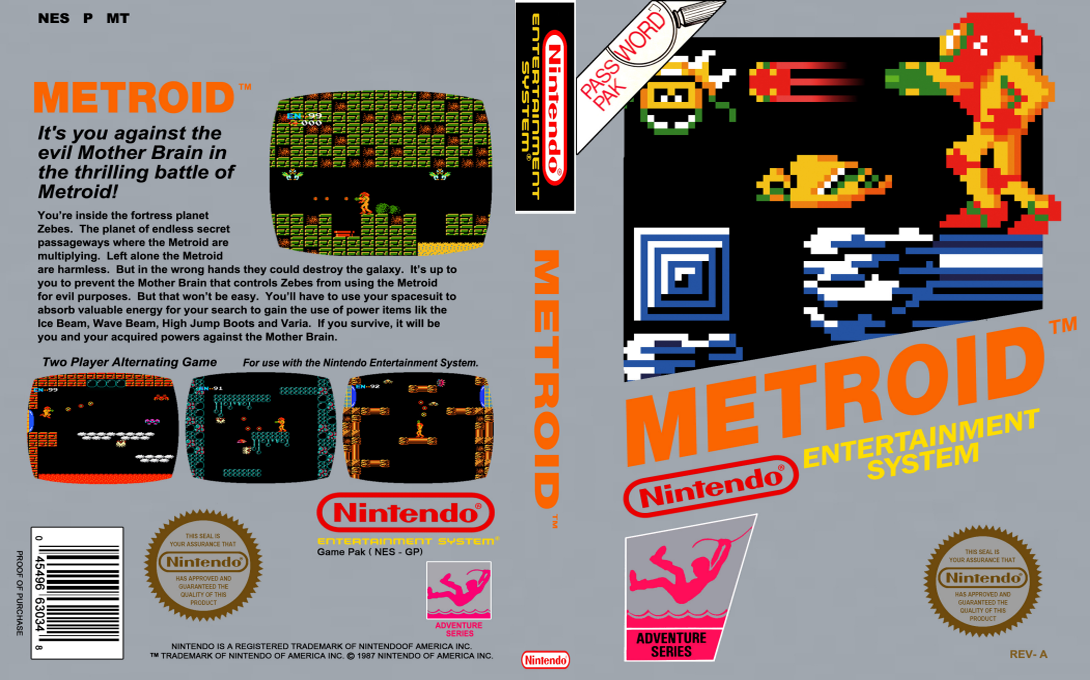 NES P MT
METROID™
It's you against the
evil Mother Brain in
the thrilling battle of
Metroid!
You're inside the fortress planet
Zebes. The planet of endless secret
passageways where the Metroid are
multiplying. Left alone the Metroid
are harmless. But in the wrong hands they could destroy the galaxy. It's up to
you to prevent the Mother Brain that controls Zebes from using the Metroid
for evil purposes. But that won't be easy. You'll have to use your spacesuit to
absorb valuable energy for your search to gain the use of power items lik the
Ice Beam, Wave Beam, High Jump Boots and Varia. If you survive, it will be
you and your acquired powers against the Mother Brain.
EN..99
Two Player Alternating Game
For use with the Nintendo Entertainment System.
EN..99
EN..91
EN..92
Nintendo®
ENTERTAINMENT SYSTEM®
Game Pak ( NES - GP)
ADVENTURE
SERIES
PROOF OF PURCHASE
0 45496 63034 8
THIS SEAL IS
YOUR ASSURANCE THAT
Nintendo®
HAS APPROVED AND
GUARANTEED THE
QUALITY OF THIS
PRODUCT
NINTENDO IS A REGISTERED TRADEMARK OF NINTENDOOF AMERICA INC.
™ TRADEMARK OF NINTENDO OF AMERICA INC. © 1987 NINTENDO OF AMERICA INC.
Nintendo®
ENTERTAINMENT
SYSTEM®
METROID™
Nintendo
PASSWORD
PAK
METROID™
Nintendo®
ENTERTAINMENT
SYSTEM
ADVENTURE
SERIES
THIS SEAL IS
YOUR ASSURANCE THAT
Nintendo®
HAS APPROVED AND
GUARANTEED THE
QUALITY OF THIS
PRODUCT
REV- A